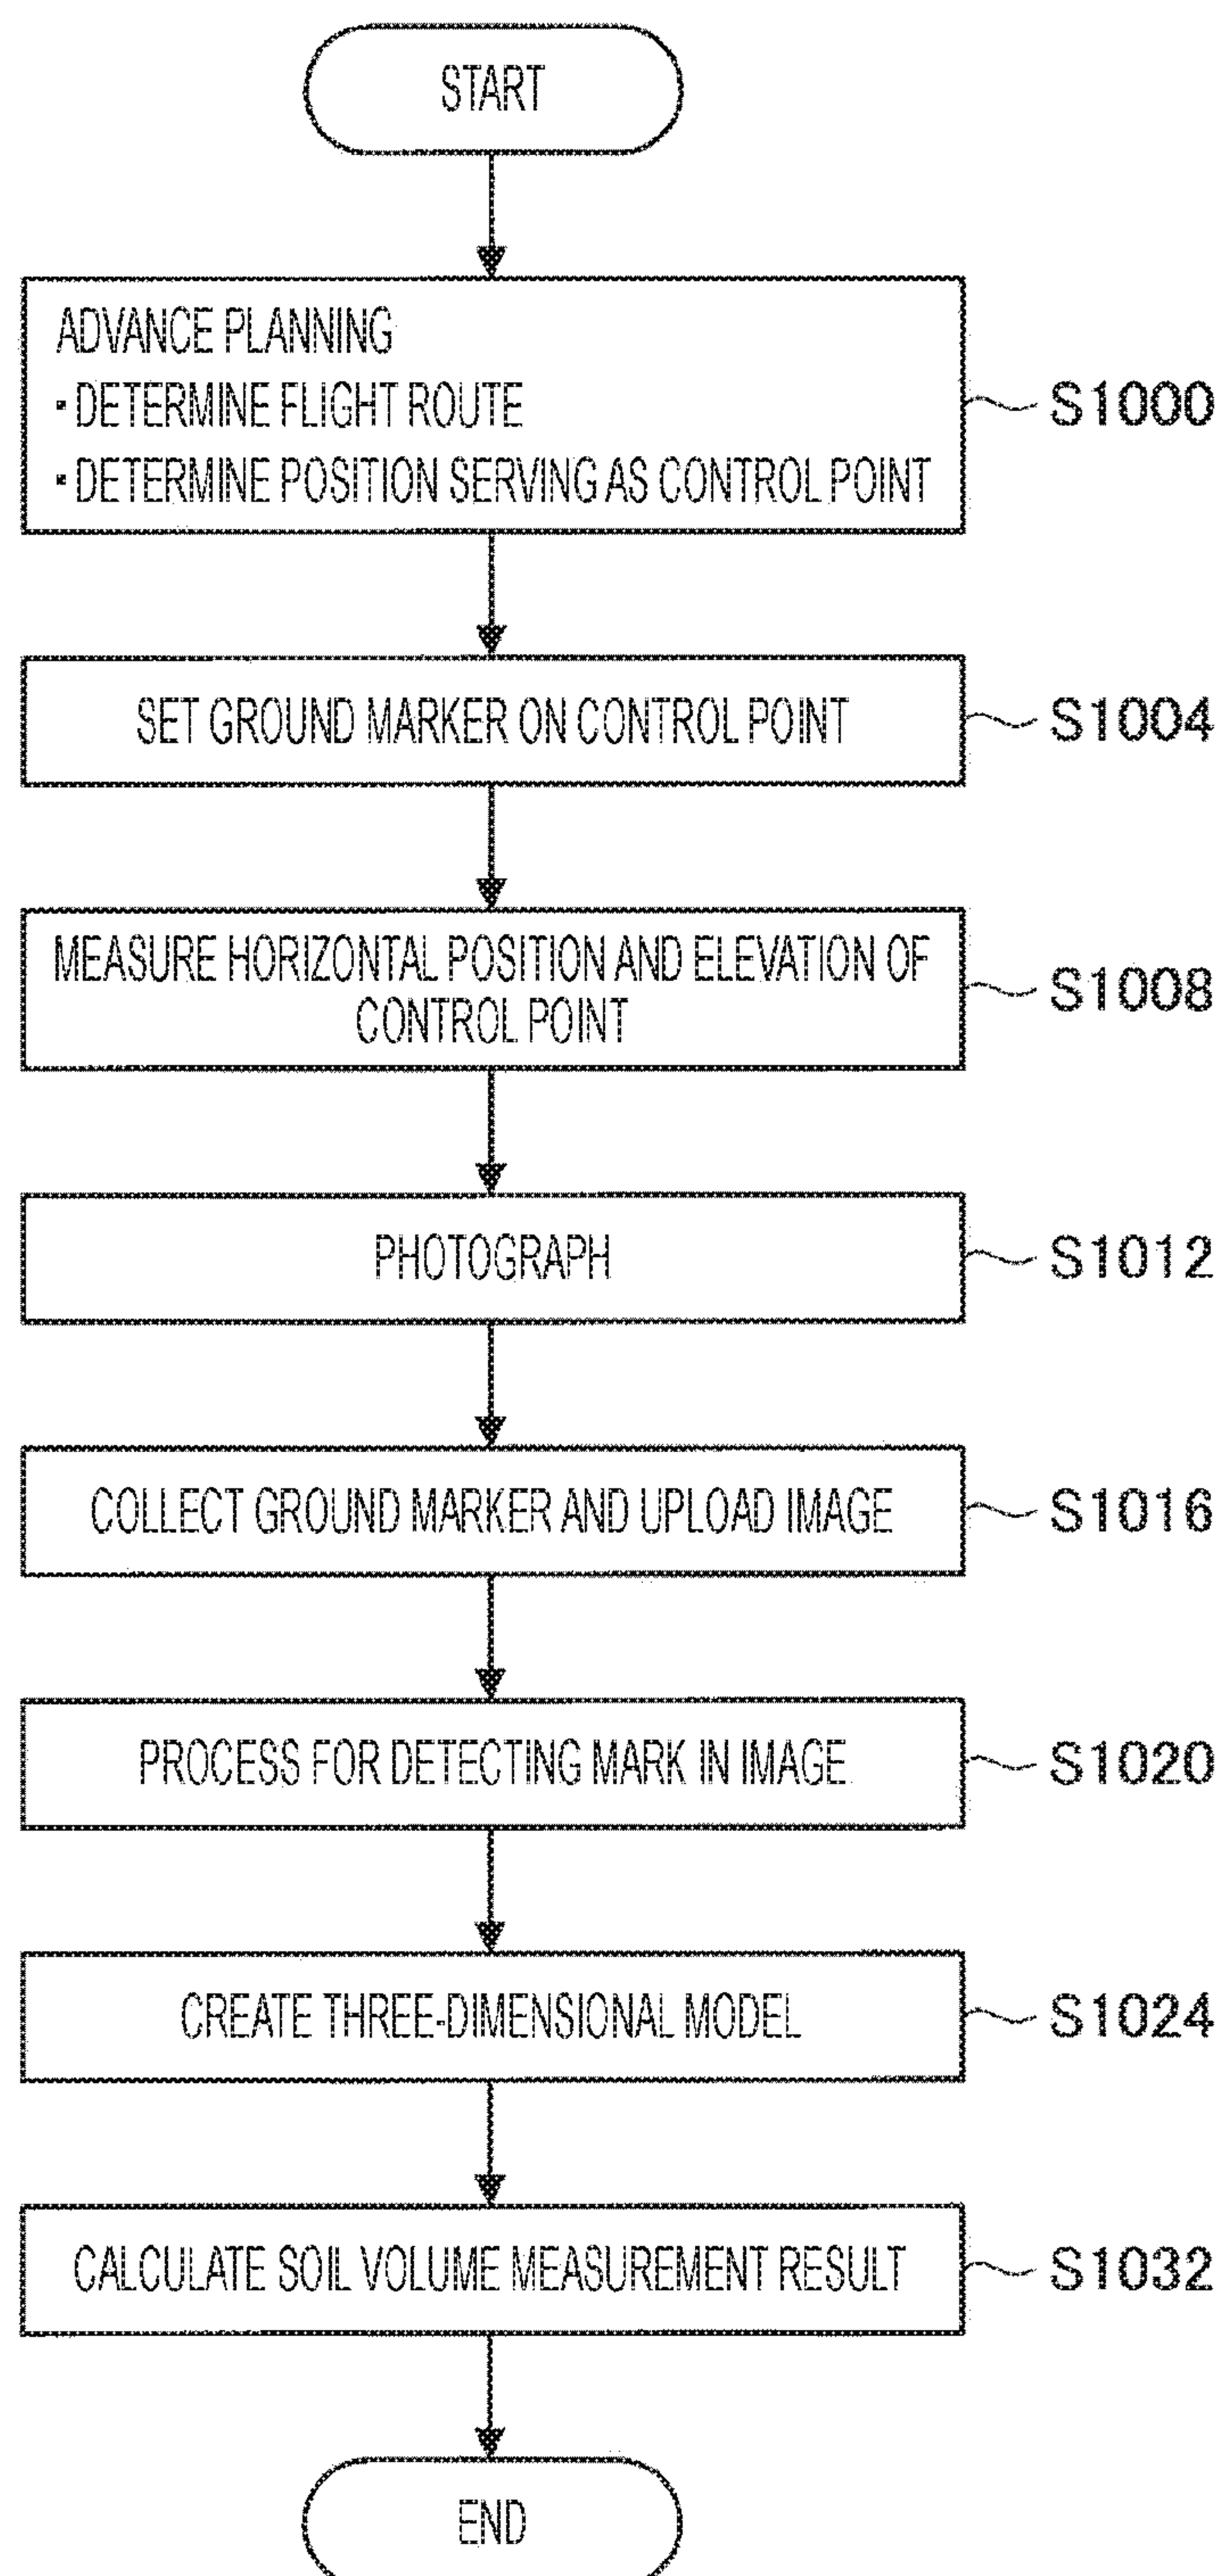 START
ADVANCE PLANNING
▪ DETERMINE FLIGHT ROUTE
▪ DETERMINE POSITION SERVING AS CONTROL POINT
S1000
SET GROUND MARKER ON CONTROL POINT
S1004
MEASURE HORIZONTAL POSITION AND ELEVATION OF
CONTROL POINT
S1008
PHOTOGRAPH
S1012
COLLECT GROUND MARKER AND UPLOAD IMAGE
S1016
PROCESS FOR DETECTING MARK IN IMAGE
S1020
CREATE THREE-DIMENSIONAL MODEL
S1024
CALCULATE SOIL VOLUME MEASUREMENT RESULT
S1032
END